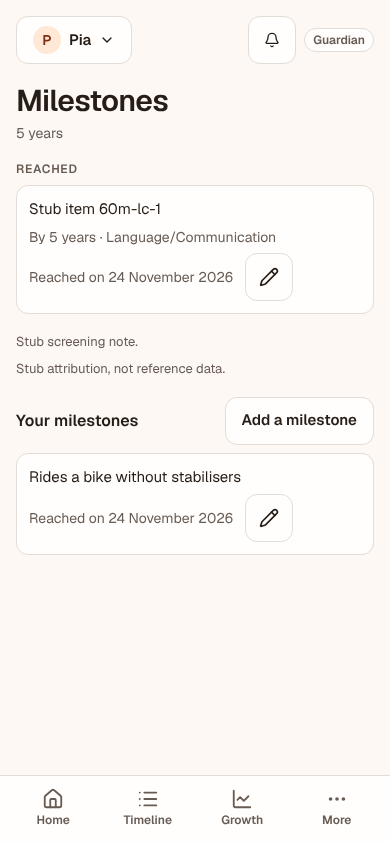 P Pia
Guardian
Milestones
5 years
REACHED
Stub item 60m-lc-1
By 5 years · Language/Communication
Reached on 24 November 2026
Stub screening note.
Stub attribution, not reference data.
Your milestones
Add a milestone
Rides a bike without stabilisers
Reached on 24 November 2026
Home
Timeline
Growth
More